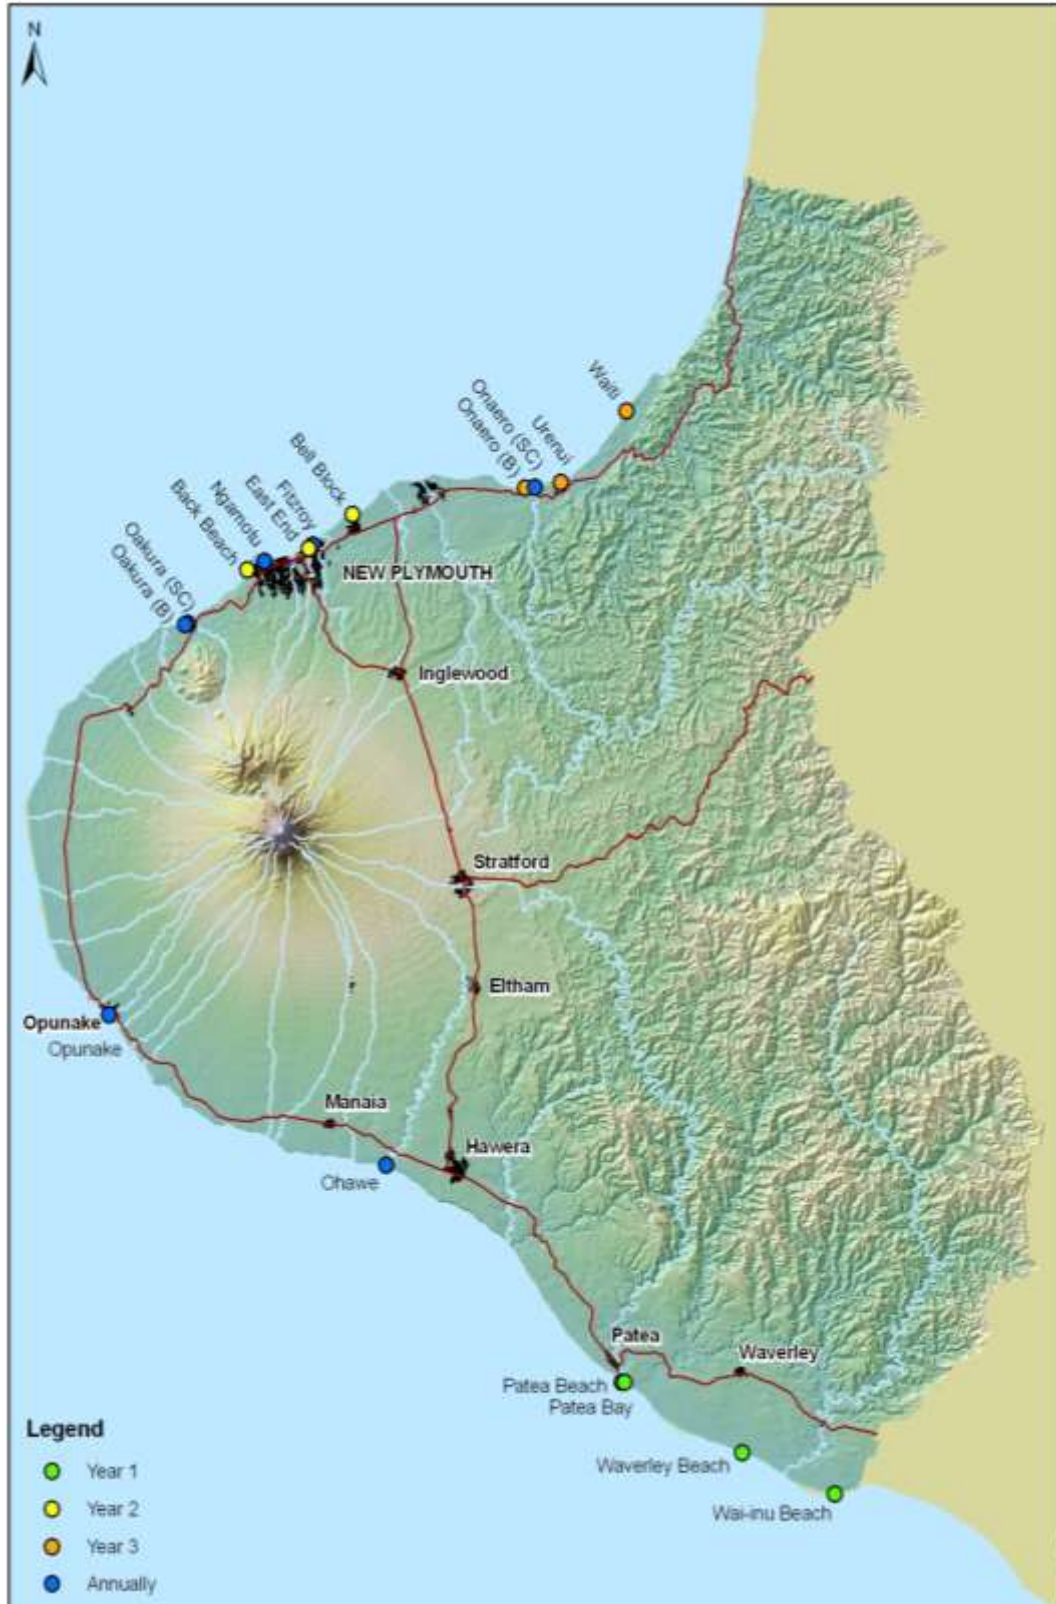 N
Waiti
Urenui
Onaero (SC)
Onaero (B)
Bell Block
Fitzroy
East End
Ngamotu
Back Beach
Oakura (SC)
Oakura (B)
NEW PLYMOUTH
Inglewood
Stratford
Eltham
Opunake
Opunake
Manaia
Hawera
Ohawe
Patea
Waverley
Patea Beach
Patea Bay
Waverley Beach
Wai-inu Beach
Legend
Year 1
Year 2
Year 3
Annually